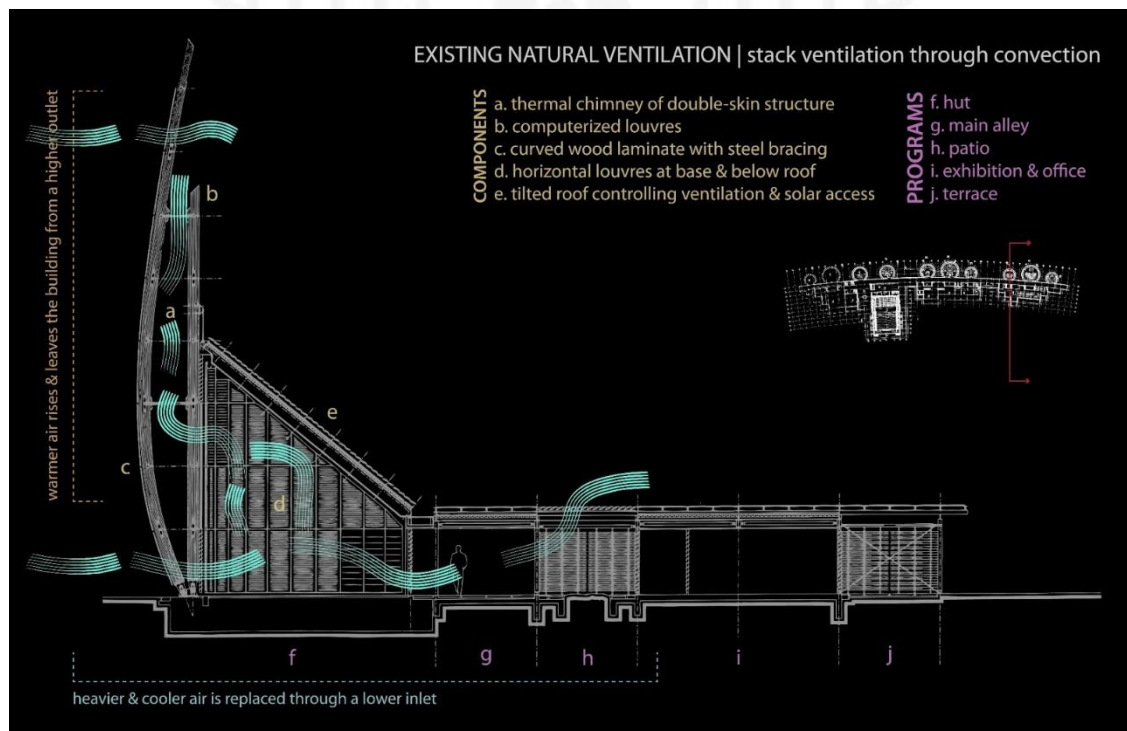 EXISTING NATURAL VENTILATION | stack ventilation through convection
COMPONENTS
a. thermal chimney of double-skin structure
b. computerized louvres
c. curved wood laminate with steel bracing
d. horizontal louvres at base & below roof
e. tilted roof controlling ventilation & solar access
PROGRAMS
f. hut
g. main alley
h. patio
i. exhibition & office
j. terrace
warmer air rises & leaves the building from a higher outlet
b
a
e
c
d
f
g
h
i
j
heavier & cooler air is replaced through a lower inlet